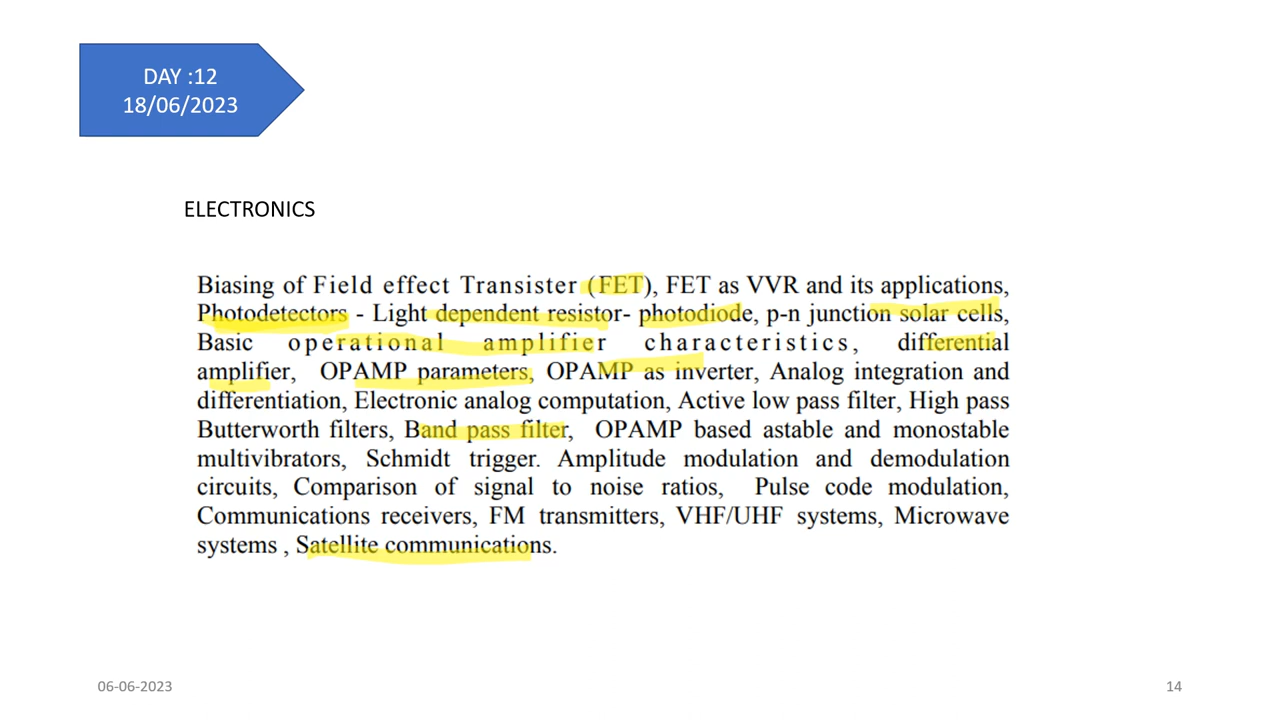 DAY :12
18/06/2023
ELECTRONICS
Biasing of Field effect Transister (FET), FET as VVR and its applications,
Photodetectors - Light dependent resistor- photodiode, p-n junction solar cells,
Basic operational amplifier characteristics, differential
amplifier, OPAMP parameters, OPAMP as inverter, Analog integration and
differentiation, Electronic analog computation, Active low pass filter, High pass
Butterworth filters, Band pass filter, OPAMP based astable and monostable
multivibrators, Schmidt trigger. Amplitude modulation and demodulation
circuits, Comparison of signal to noise ratios, Pulse code modulation,
Communications receivers, FM transmitters, VHF/UHF systems, Microwave
systems , Satellite communications.
06-06-2023
14